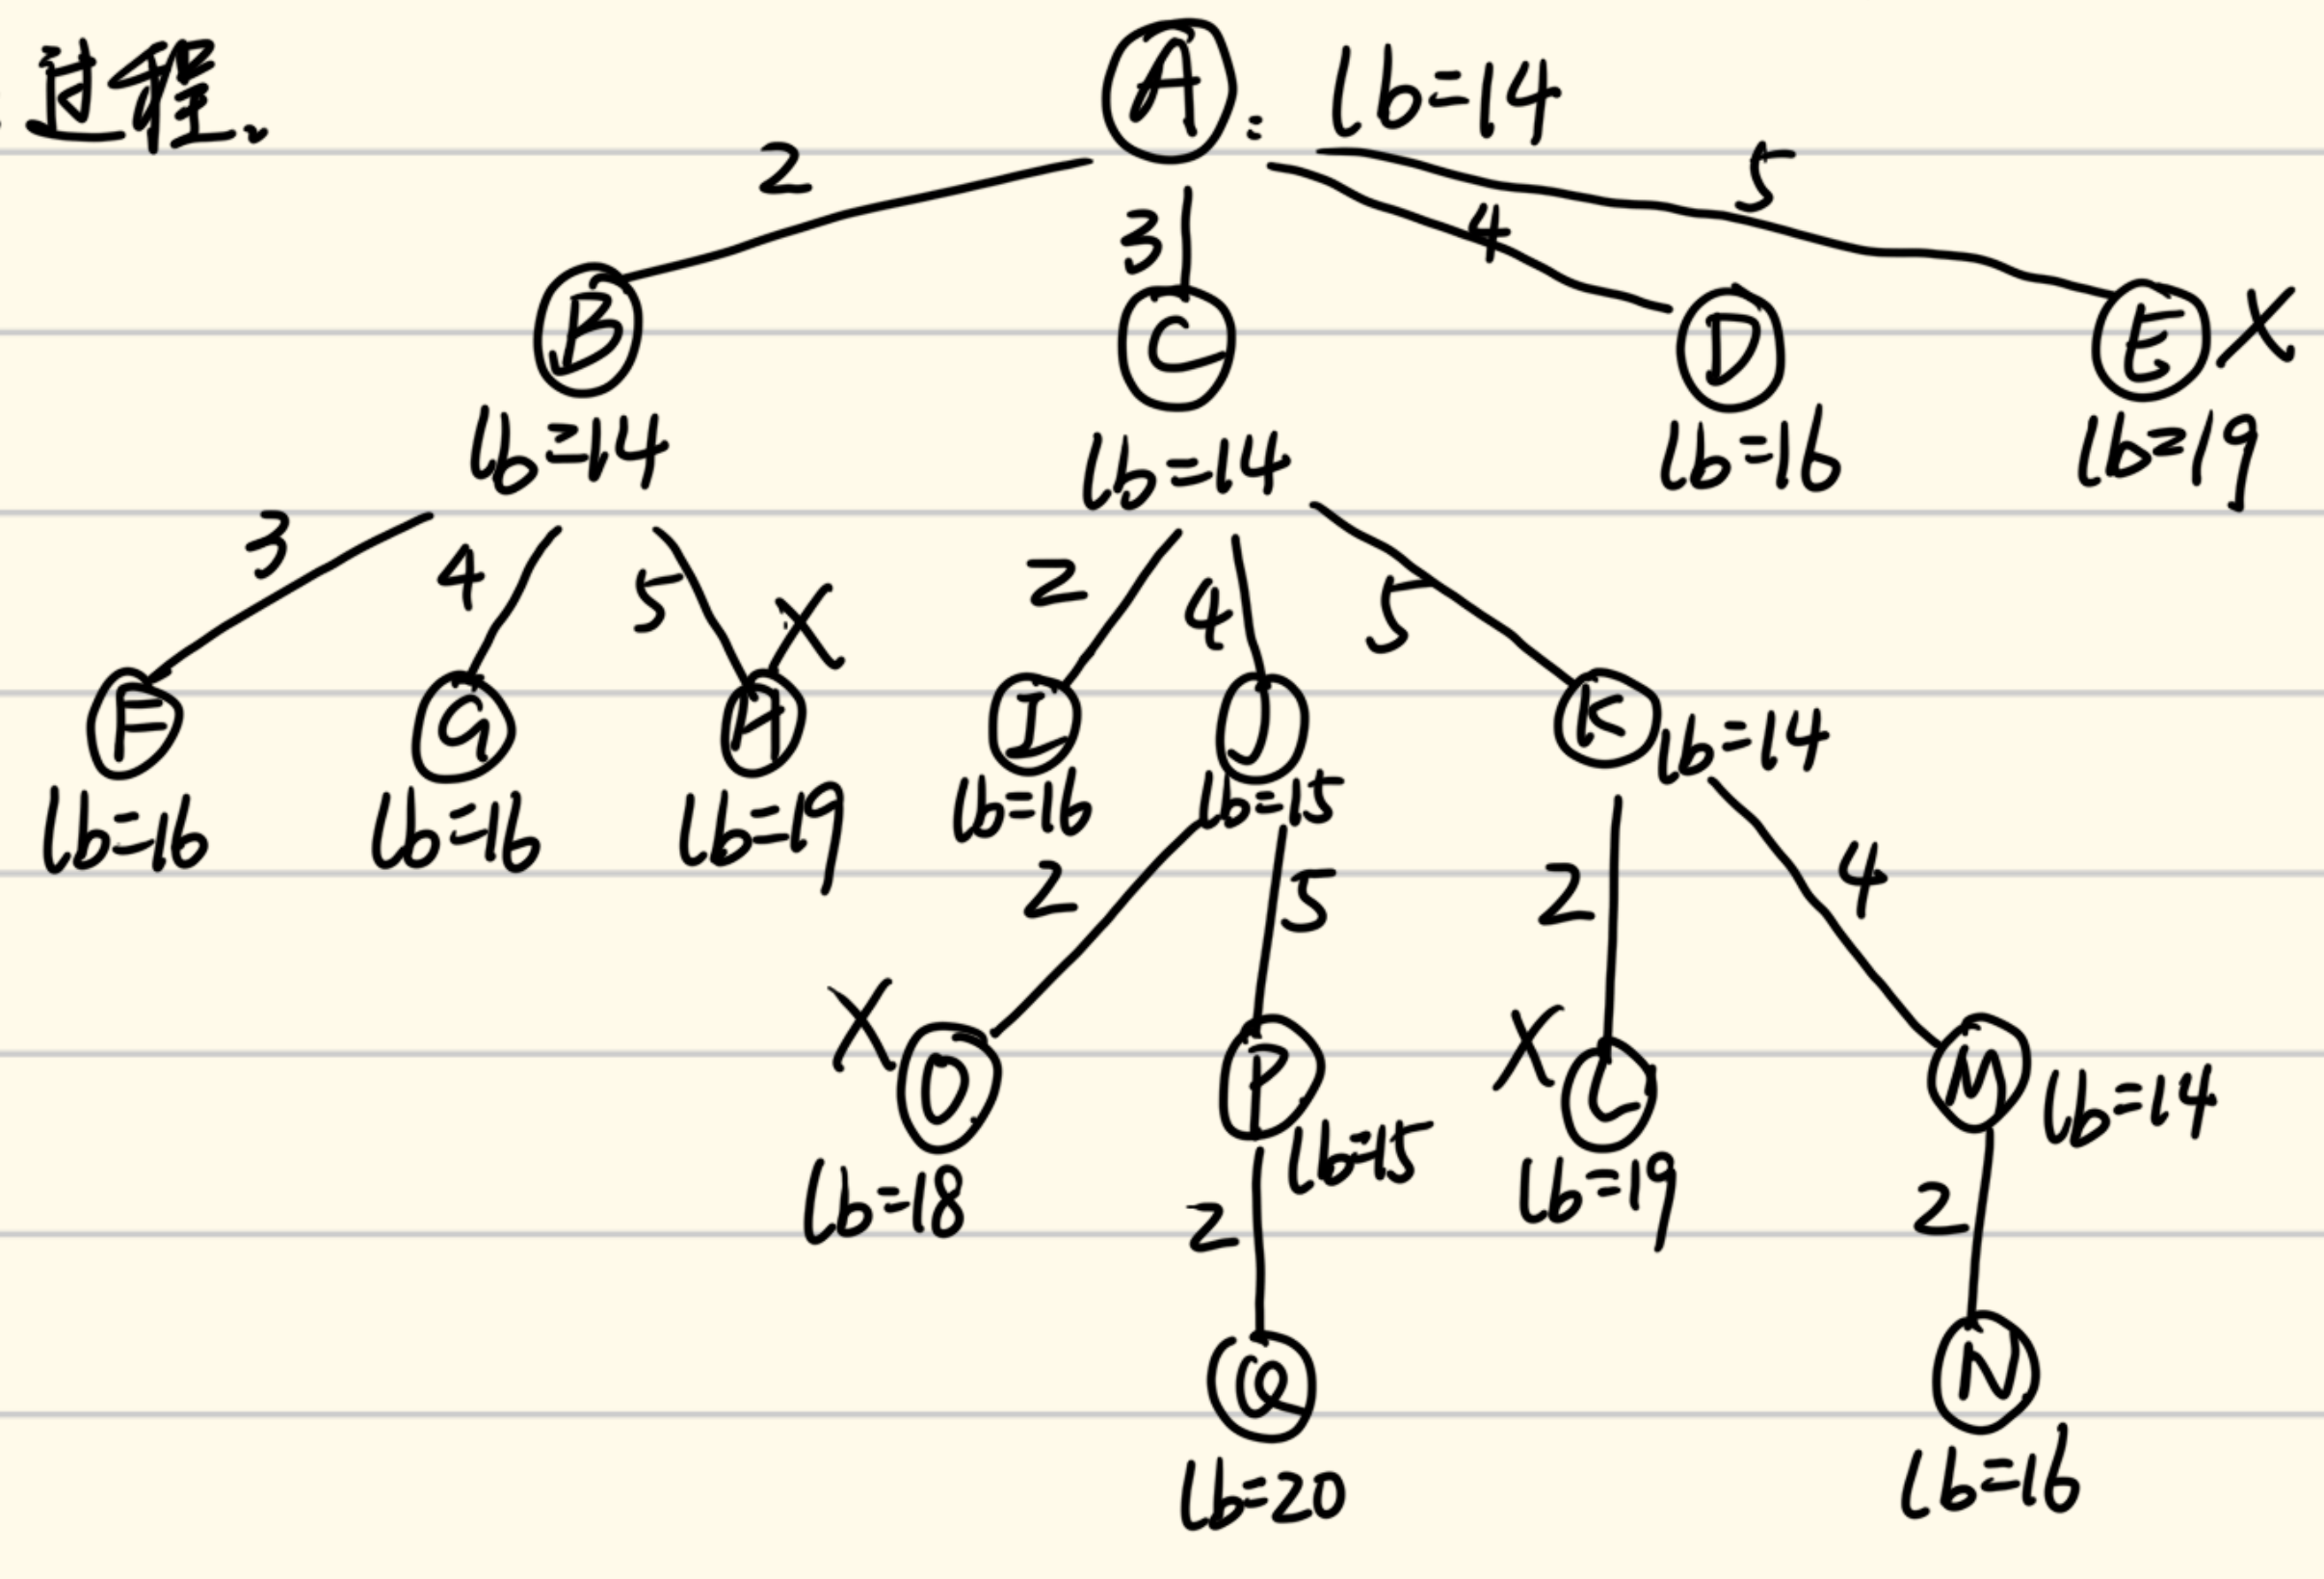 过程.
A: lb=14
2 3 4 5
B C D E X
lb=14 lb=14 lb=16 lb=19
3 4 5 X 2 4 5
F G H I J K lb=14
lb=16 lb=16 lb=19 lb=16 lb=15
2 5 2 4
X O P X L M lb=14
lb=18 lb=15 lb=19
2 2
Q N
lb=20 lb=16